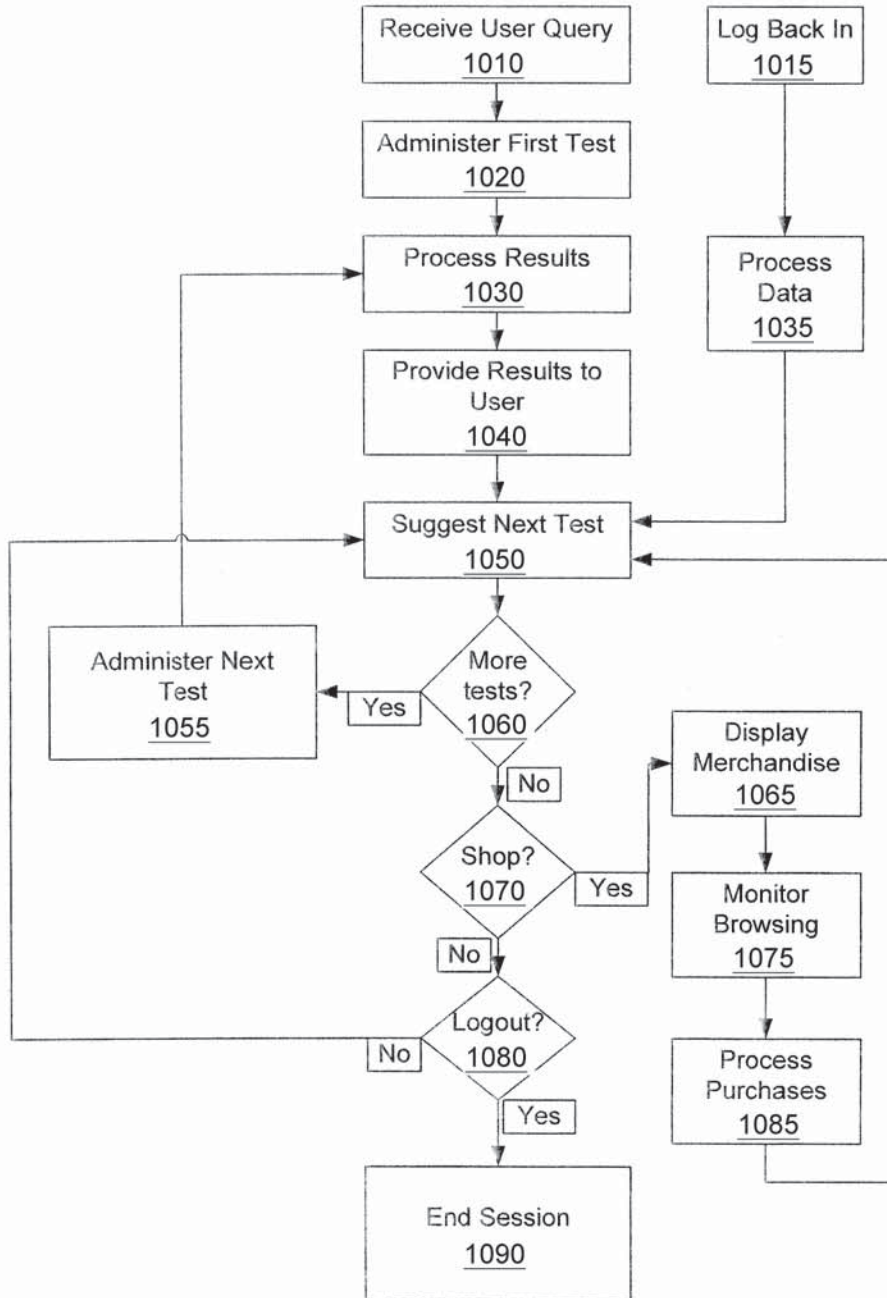 Receive User Query
1010
Log Back In
1015
Administer First Test
1020
Process Results
1030
Process
Data
1035
Provide Results to
User
1040
Suggest Next Test
1050
Administer Next
Test
1055
More
tests?
1060
Yes
No
Display
Merchandise
1065
Shop?
1070
Yes
No
Monitor
Browsing
1075
Logout?
1080
No
Yes
Process
Purchases
1085
End Session
1090